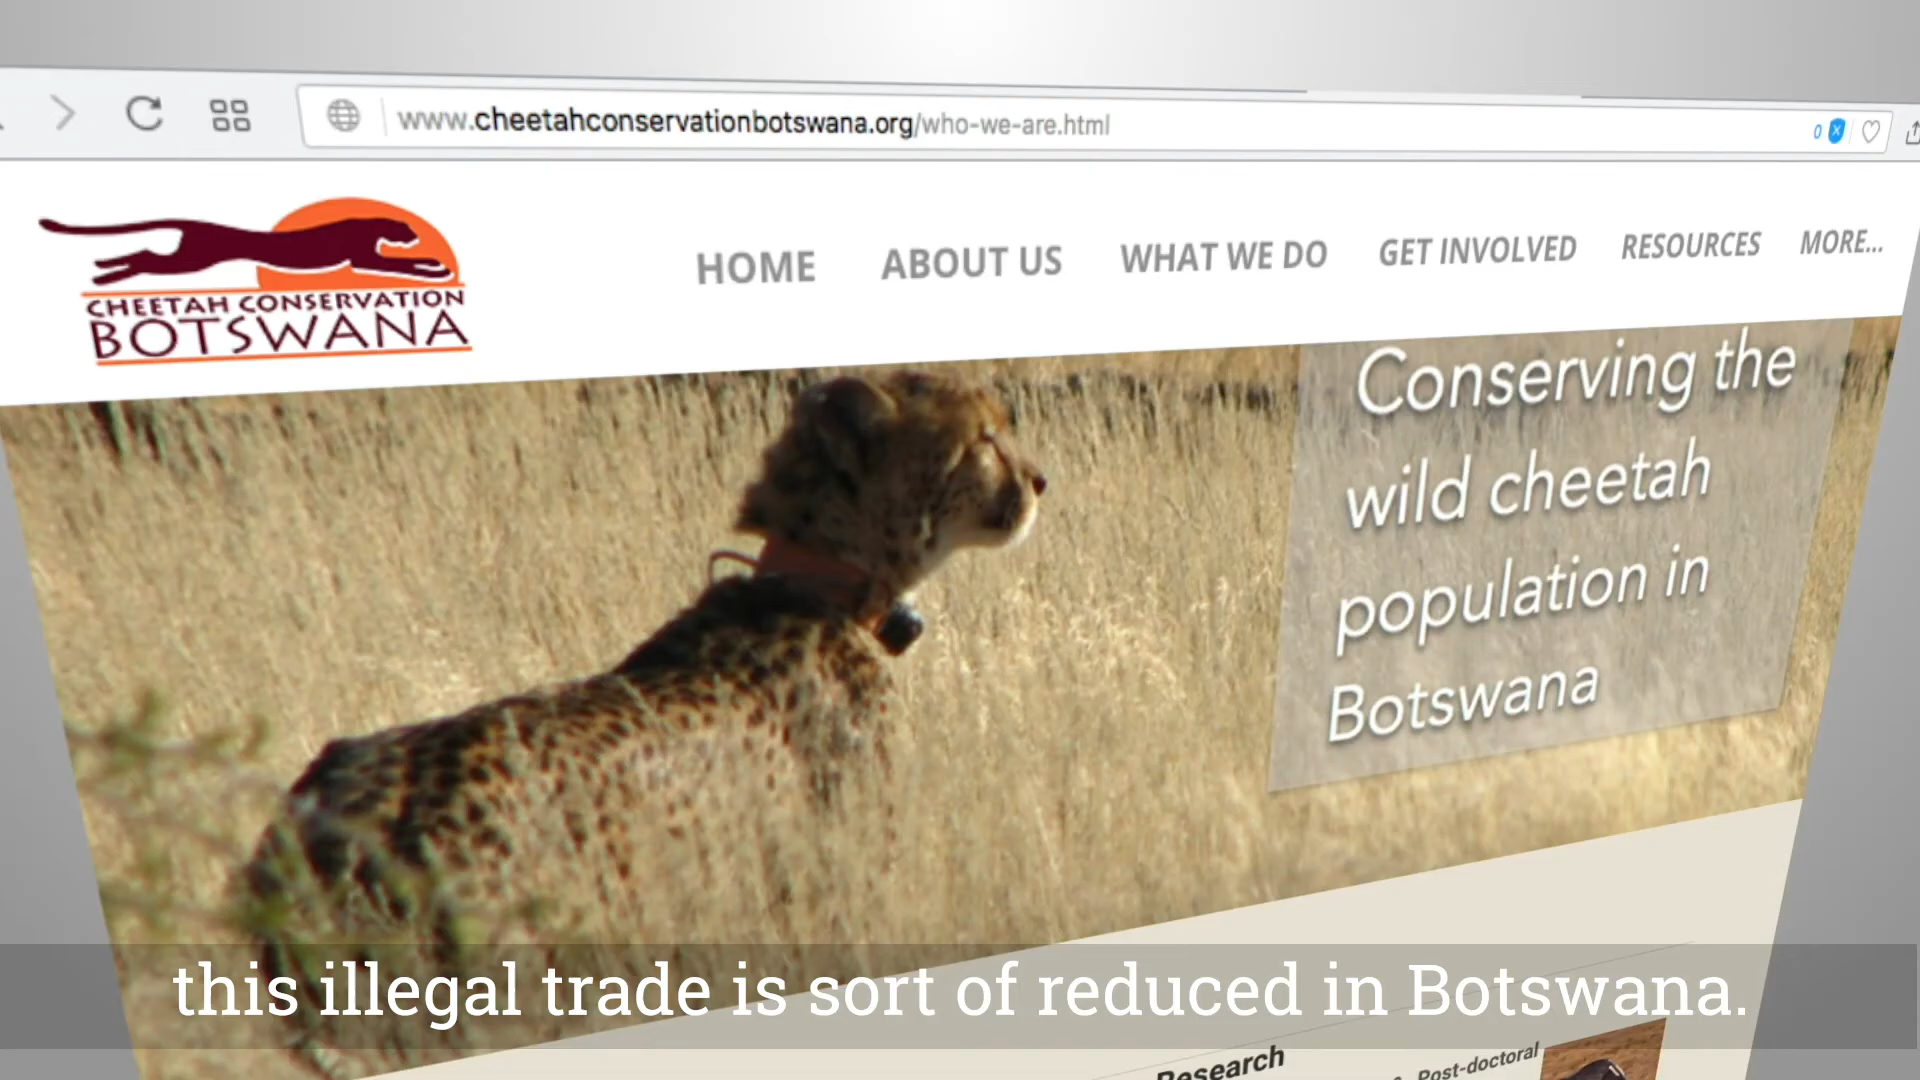 www.cheetahconservationbotswana.org/who-we-are.html
0
CHEETAH CONSERVATION
BOTSWANA
HOME ABOUT US WHAT WE DO GET INVOLVED RESOURCES MORE...
Conserving the
wild cheetah
population in
Botswana
this illegal trade is sort of reduced in Botswana.
Research
Post-doctoral